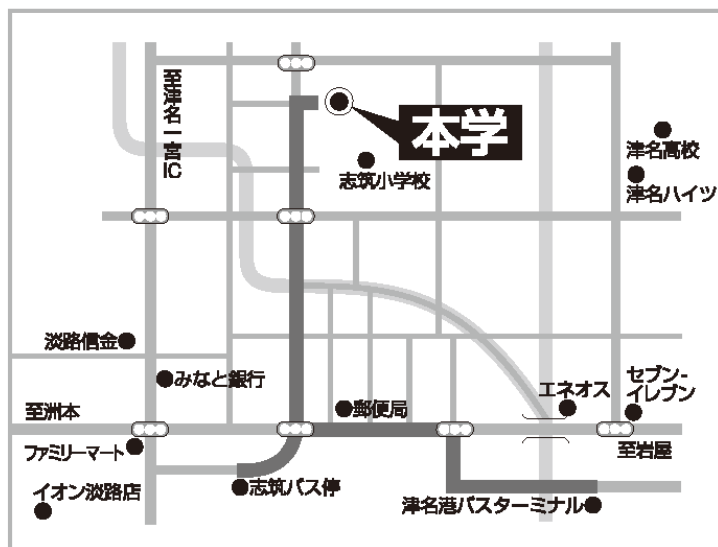 至津名一宮IC
本学
志筑小学校
津名高校
津名ハイツ
淡路信金
みなと銀行
至洲本
郵便局
エネオス
セブン-
イレブン
ファミリーマート
至岩屋
イオン淡路店
志筑バス停
津名港バスターミナル